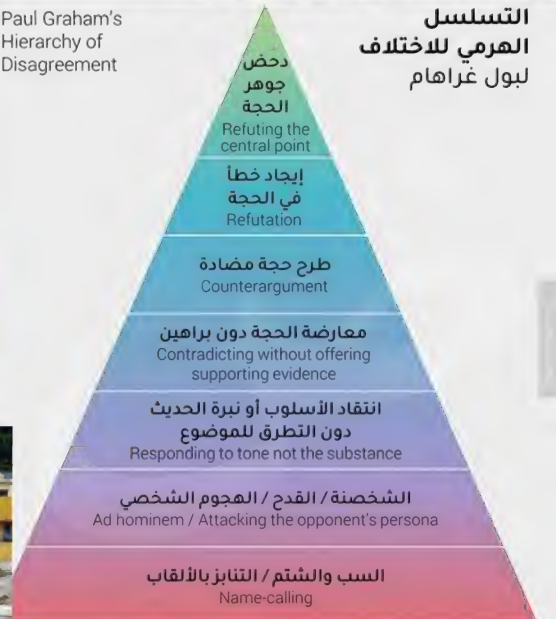 Paul Graham's
Hierarchy of
Disagreement
التسلسل
الهرمي للاختلاف
لبول غراهام
دحض
جوهر
الحجة
Refuting the
central point
إيجاد خطأ
في الحجة
Refutation
طرح حجة مضادة
Counterargument
معارضة الحجة دون براهين
Contradicting without offering
supporting evidence
انتقاد الأسلوب أو نبرة الحديث
دون التطرق للموضوع
Responding to tone not the substance
الشخصنة / القدح / الهجوم الشخصي
Ad hominem / Attacking the opponent's persona
السب والشتم / التنابز بالألقاب
Name-calling